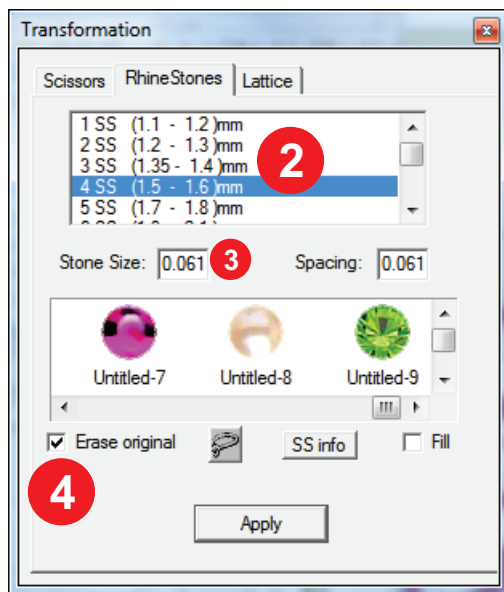 Transformation
Scissors RhineStones Lattice
1 SS (1.1 - 1.2 )mm
2 SS (1.2 - 1.3 )mm
3 SS (1.35 - 1.4 )mm
4 SS (1.5 - 1.6 )mm
5 SS (1.7 - 1.8 )mm
2
Stone Size: 0.061 3 Spacing: 0.061
Untitled-7 Untitled-8 Untitled-9
Erase original SS info Fill
4
Apply